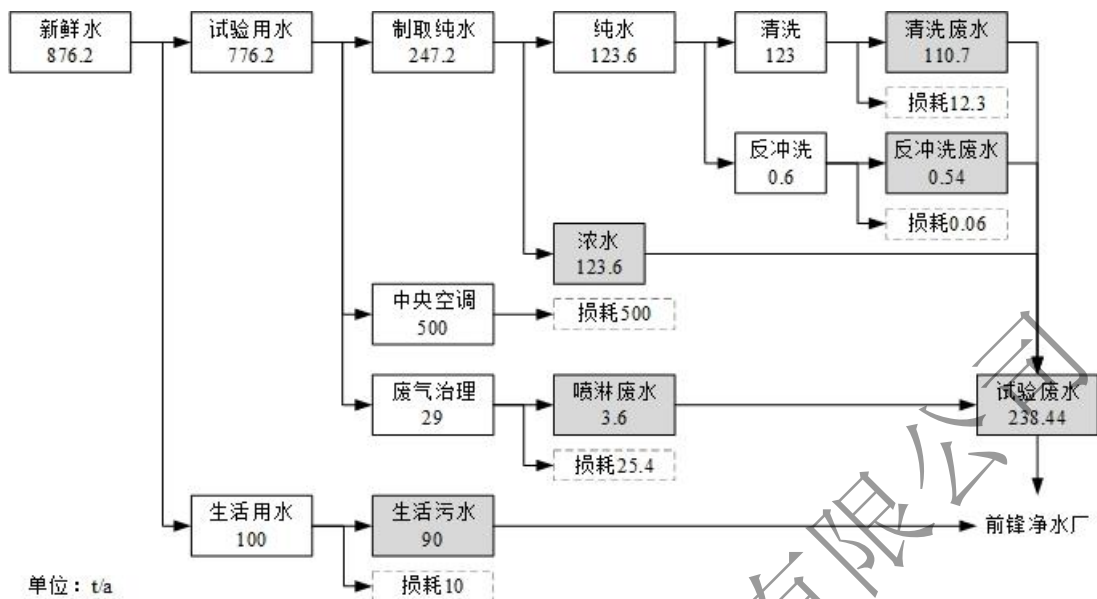 新鲜水
876.2
试验用水
776.2
制取纯水
247.2
纯水
123.6
清洗
123
清洗废水
110.7
损耗12.3
反冲洗
0.6
反冲洗废水
0.54
损耗0.06
浓水
123.6
中央空调
500
损耗500
废气治理
29
喷淋废水
3.6
试验废水
238.44
损耗25.4
生活用水
100
生活污水
90
前锋净水厂
损耗10
单位：t/a
有限公司